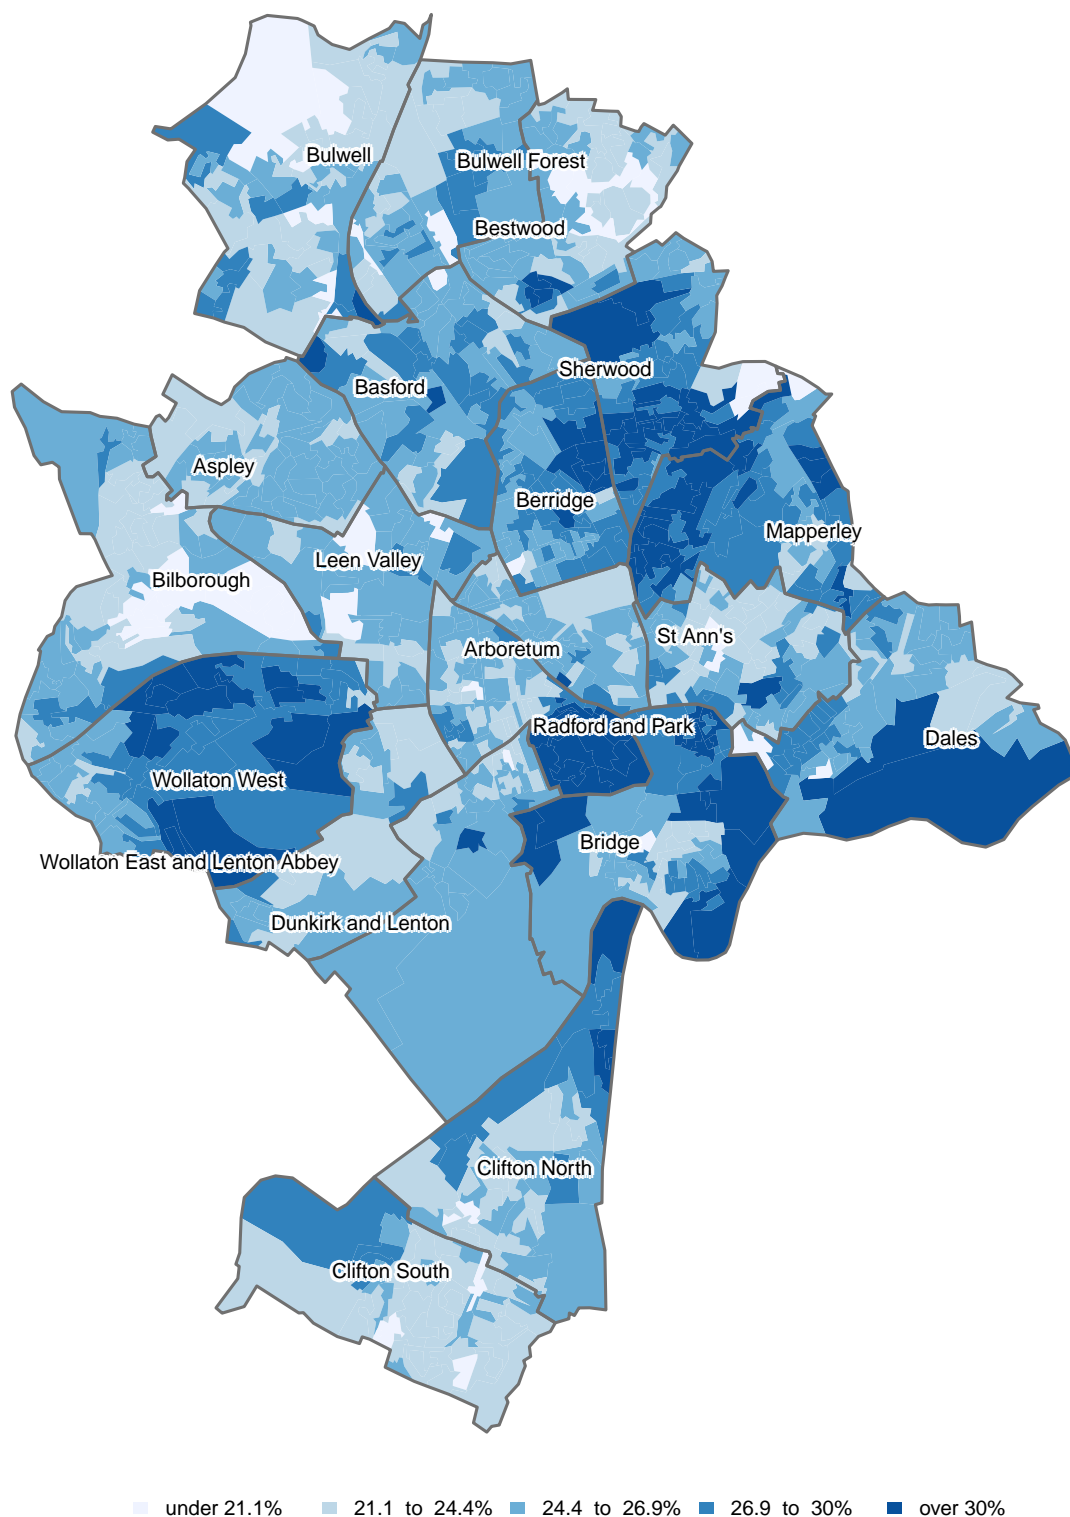 Bulwell
Bulwell Forest
Bestwood
Sherwood
Basford
Aspley
Berridge
Mapperley
Leen Valley
Bilborough
St Ann's
Arboretum
Radford and Park
Dales
Wollaton West
Bridge
Wollaton East and Lenton Abbey
Dunkirk and Lenton
Clifton North
Clifton South
under 21.1% 21.1 to 24.4% 24.4 to 26.9% 26.9 to 30% over 30%